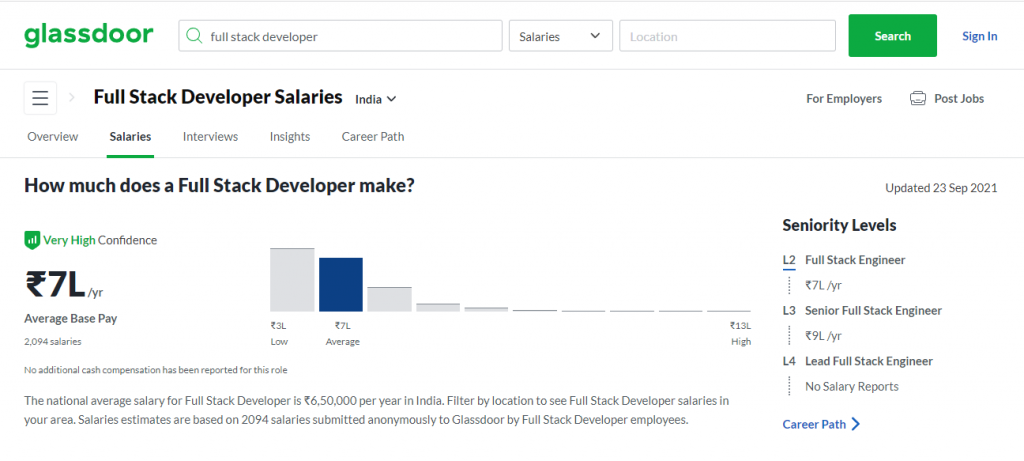 glassdoor
full stack developer
Salaries
Location
Search
Sign In
Full Stack Developer Salaries
India
For Employers
Post Jobs
Overview
Salaries
Interviews
Insights
Career Path
How much does a Full Stack Developer make?
Updated 23 Sep 2021
Very High Confidence
₹7L /yr
Average Base Pay
2,094 salaries
₹3L
Low
₹7L
Average
₹13L
High
No additional cash compensation has been reported for this role
The national average salary for Full Stack Developer is ₹6,50,000 per year in India. Filter by location to see Full Stack Developer salaries in
your area. Salaries estimates are based on 2094 salaries submitted anonymously to Glassdoor by Full Stack Developer employees.
Seniority Levels
L2 Full Stack Engineer
₹7L /yr
L3 Senior Full Stack Engineer
₹9L /yr
L4 Lead Full Stack Engineer
No Salary Reports
Career Path